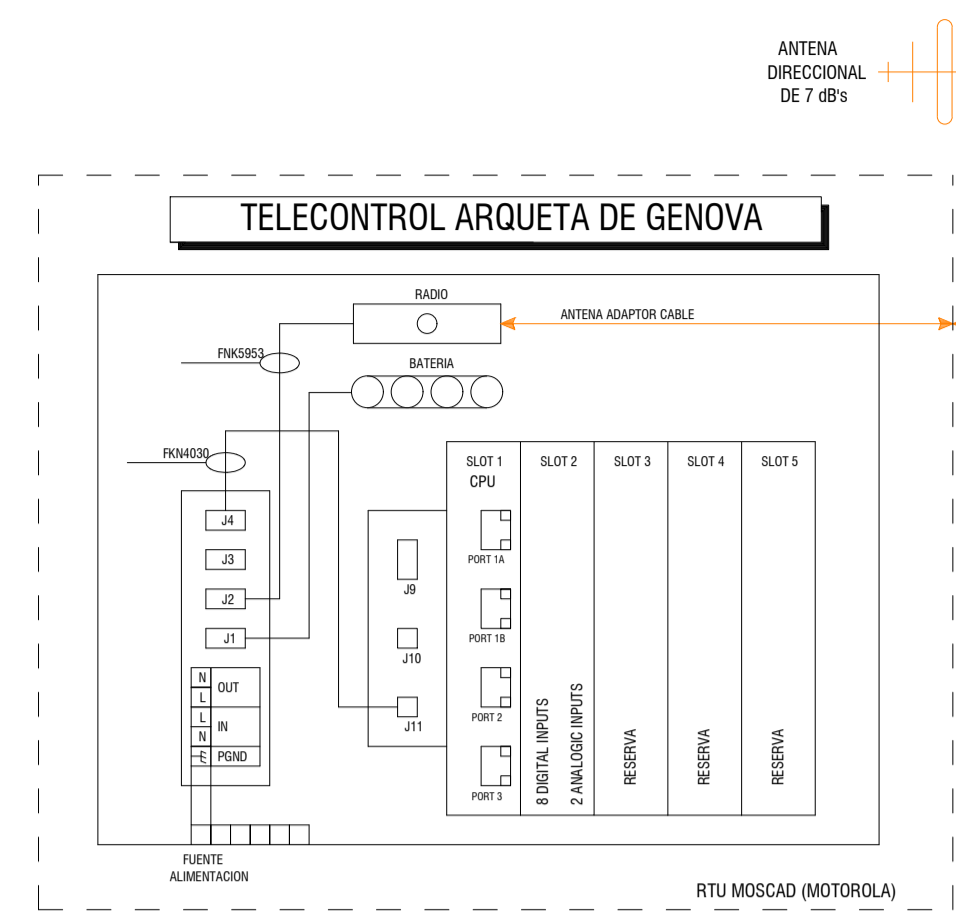 ANTENA
DIRECCIONAL
DE 7 dB's
TELECONTROL ARQUETA DE GENOVA
RADIO
ANTENA ADAPTOR CABLE
FNK5953
BATERIA
FKN4030
SLOT 1
CPU
SLOT 2
SLOT 3
SLOT 4
SLOT 5
J4
J3
J2
J1
N
L
OUT
L
N
IN
PGND
J9
J10
J11
PORT 1A
PORT 1B
PORT 2
PORT 3
8 DIGITAL INPUTS
2 ANALOGIC INPUTS
RESERVA
RESERVA
RESERVA
FUENTE
ALIMENTACION
RTU MOSCAD (MOTOROLA)